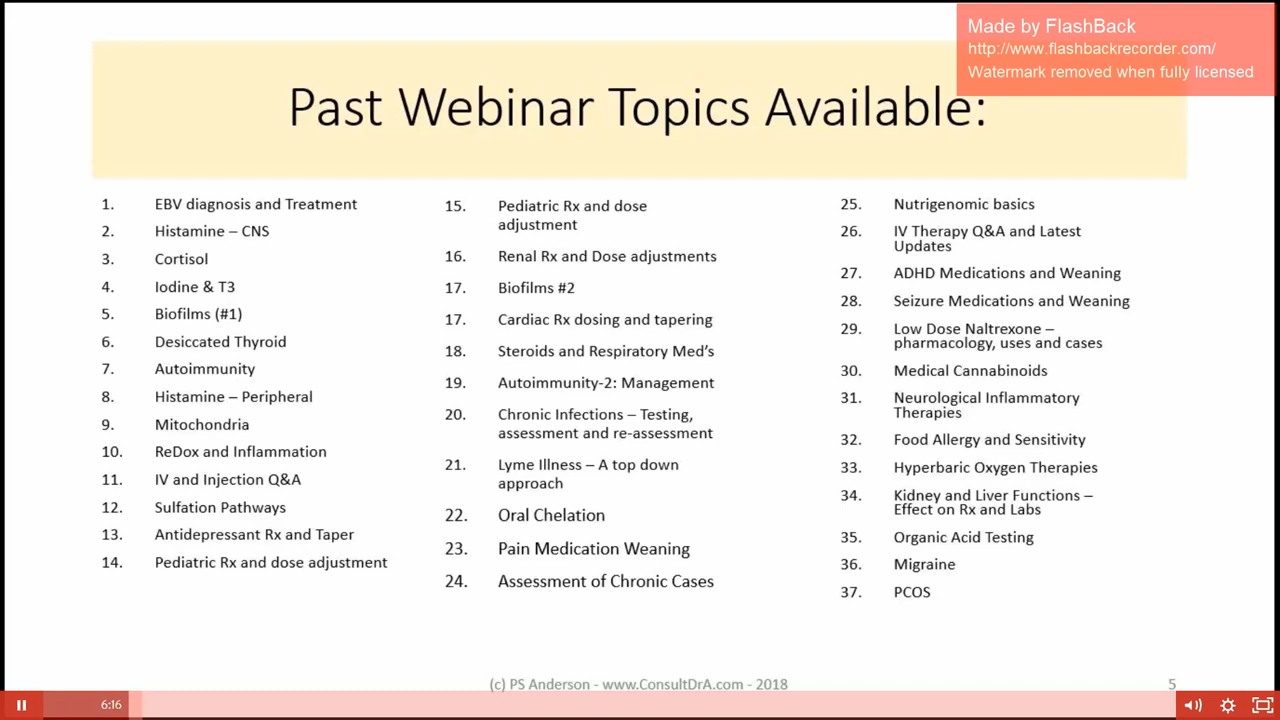 Made by FlashBack
http://www.flashbackrecorder.com/
Watermark removed when fully licensed
Past Webinar Topics Available:
1. EBV diagnosis and Treatment
2. Histamine – CNS
3. Cortisol
4. Iodine & T3
5. Biofilms (#1)
6. Desiccated Thyroid
7. Autoimmunity
8. Histamine – Peripheral
9. Mitochondria
10. ReDox and Inflammation
11. IV and Injection Q&A
12. Sulfation Pathways
13. Antidepressant Rx and Taper
14. Pediatric Rx and dose adjustment
15. Pediatric Rx and dose
adjustment
16. Renal Rx and Dose adjustments
17. Biofilms #2
17. Cardiac Rx dosing and tapering
18. Steroids and Respiratory Med's
19. Autoimmunity-2: Management
20. Chronic Infections – Testing,
assessment and re-assessment
21. Lyme Illness – A top down
approach
22. Oral Chelation
23. Pain Medication Weaning
24. Assessment of Chronic Cases
25. Nutrigenomic basics
26. IV Therapy Q&A and Latest
Updates
27. ADHD Medications and Weaning
28. Seizure Medications and Weaning
29. Low Dose Naltrexone –
pharmacology, uses and cases
30. Medical Cannabinoids
31. Neurological Inflammatory
Therapies
32. Food Allergy and Sensitivity
33. Hyperbaric Oxygen Therapies
34. Kidney and Liver Functions –
Effect on Rx and Labs
35. Organic Acid Testing
36. Migraine
37. PCOS
(c) PS Anderson - www.ConsultDrA.com - 2018
5
6:16